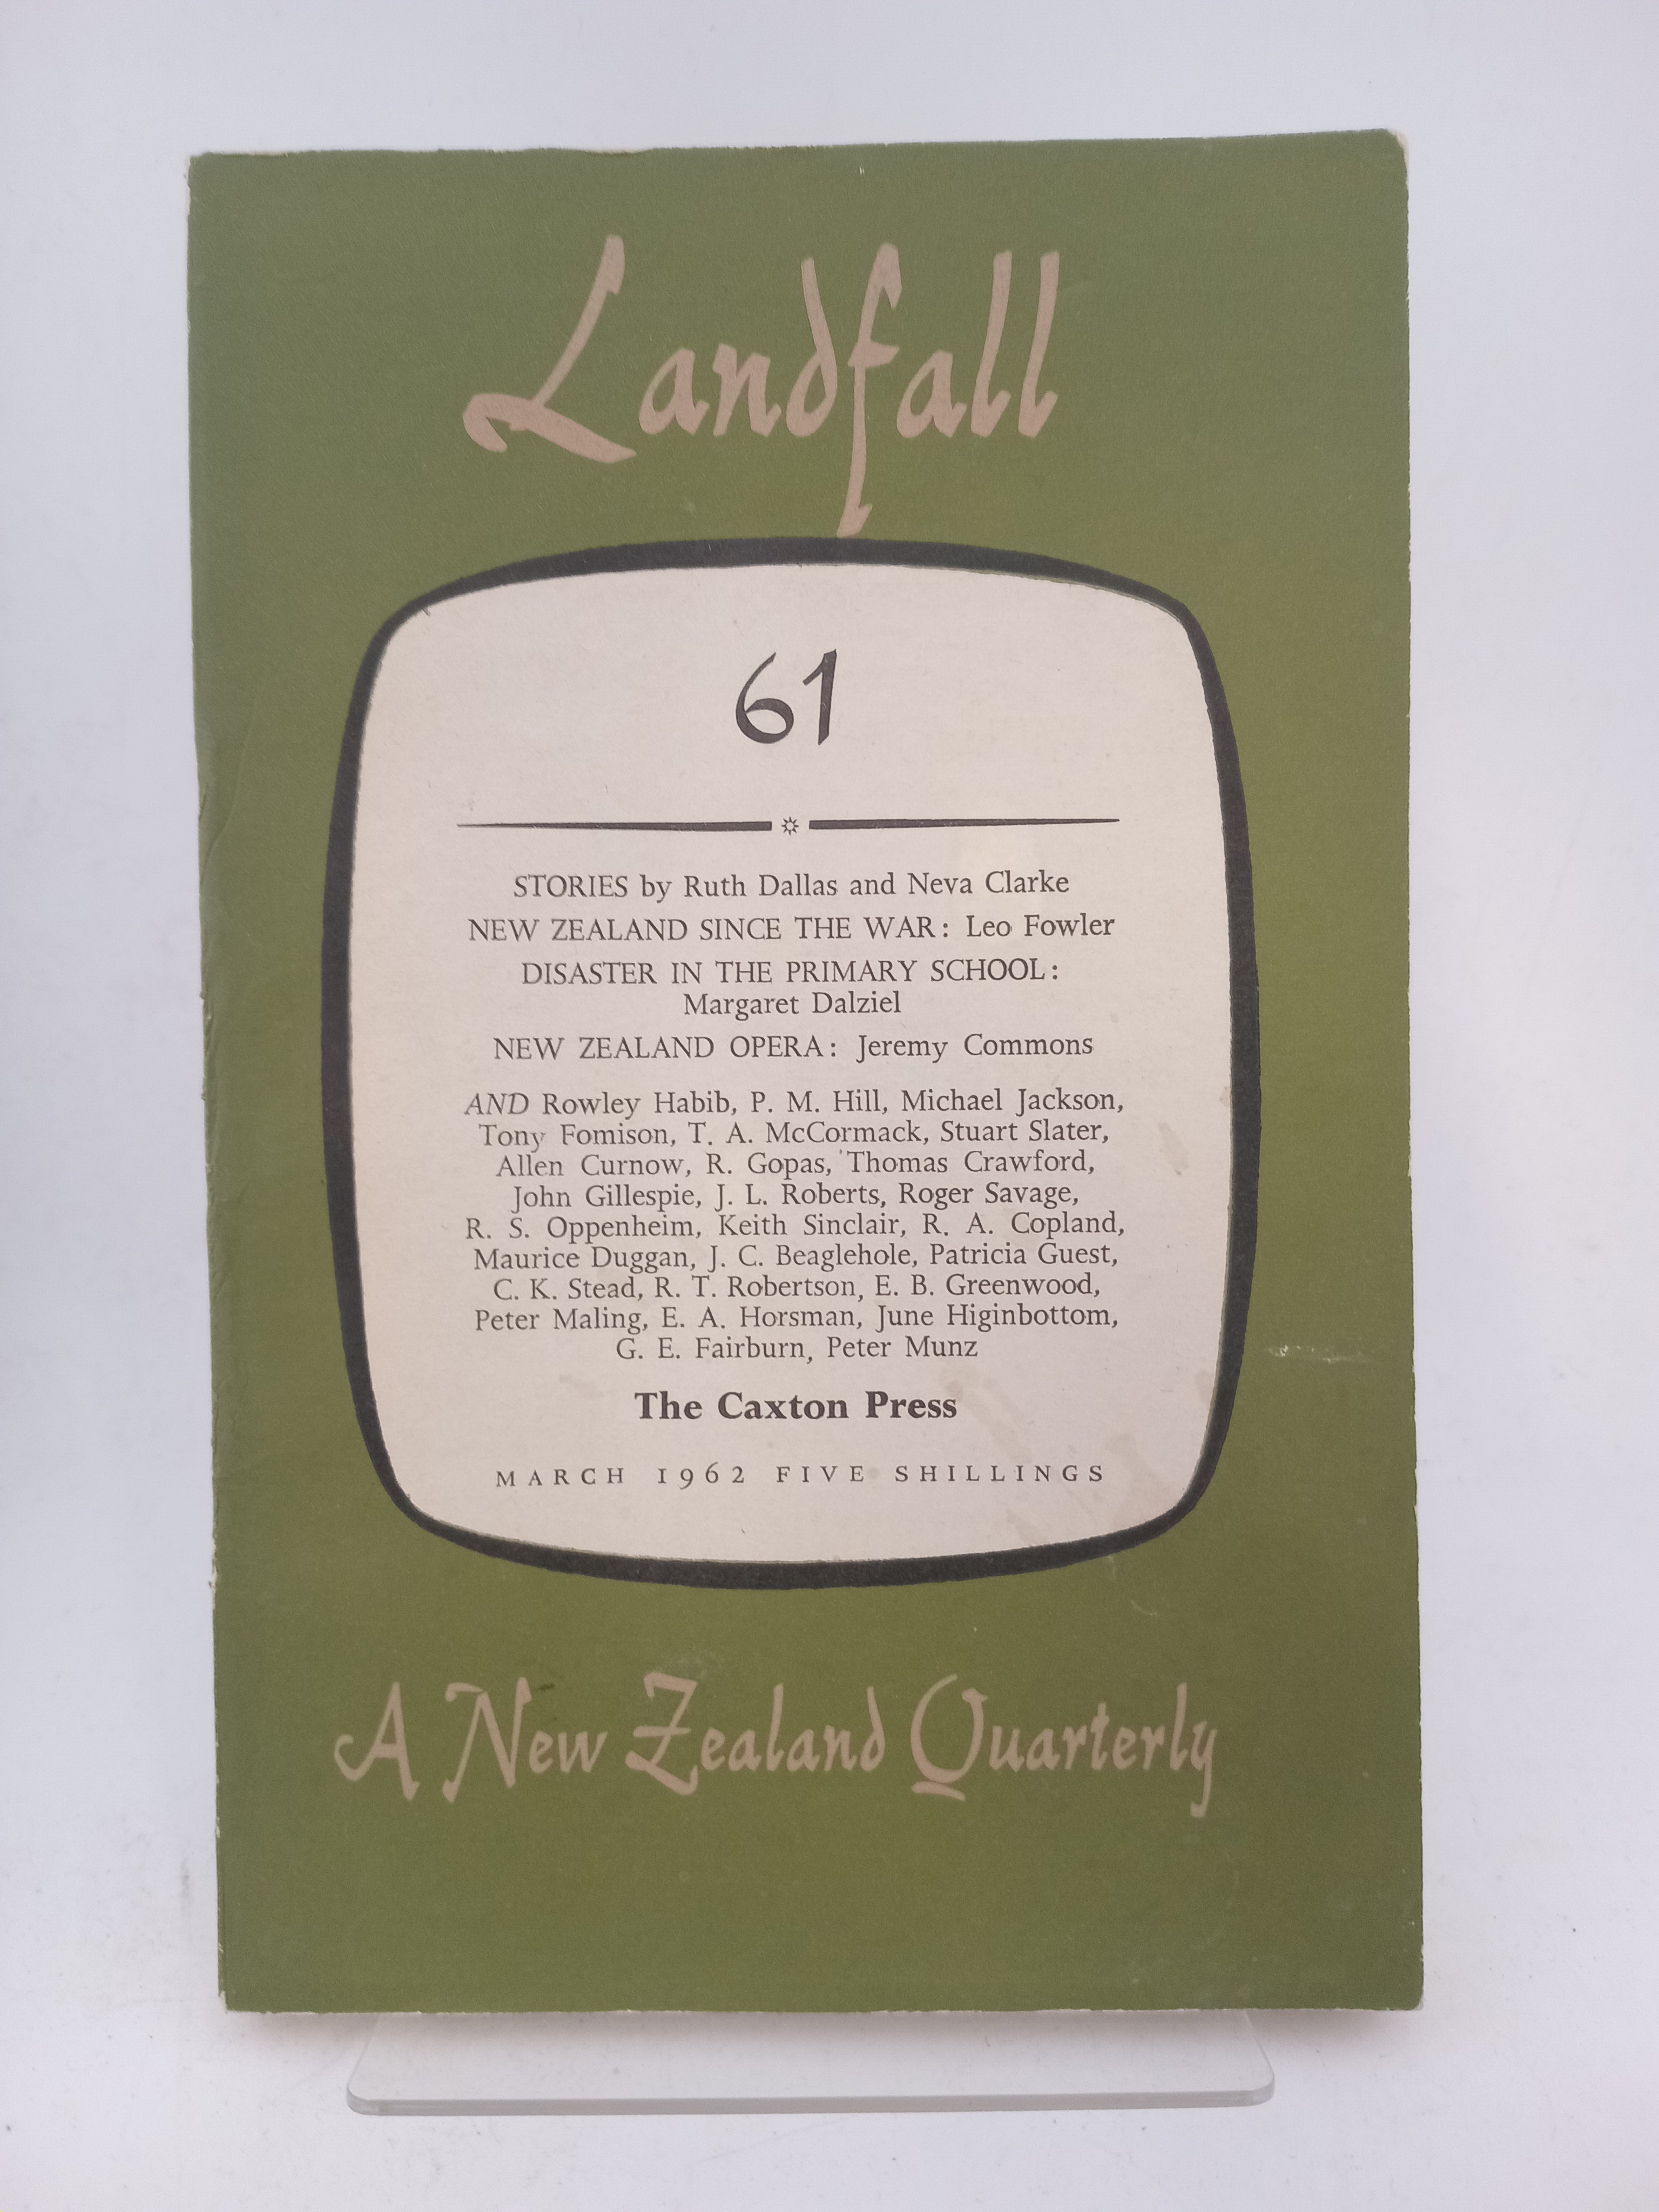 Landfall
61
STORIES by Ruth Dallas and Neva Clarke
NEW ZEALAND SINCE THE WAR: Leo Fowler
DISASTER IN THE PRIMARY SCHOOL:
Margaret Dalziel
NEW ZEALAND OPERA: Jeremy Commons
AND Rowley Habib, P. M. Hill, Michael Jackson,
Tony Fomison, T. A. McCormack, Stuart Slater,
Allen Curnow, R. Gopas, Thomas Crawford,
John Gillespie, J. L. Roberts, Roger Savage,
R. S. Oppenheim, Keith Sinclair, R. A. Copland,
Maurice Duggan, J. C. Beaglehole, Patricia Guest,
C. K. Stead, R. T. Robertson, E. B. Greenwood,
Peter Maling, E. A. Horsman, June Higinbottom,
G. E. Fairburn, Peter Munz
The Caxton Press
MARCH 1962 FIVE SHILLINGS
A New Zealand Quarterly